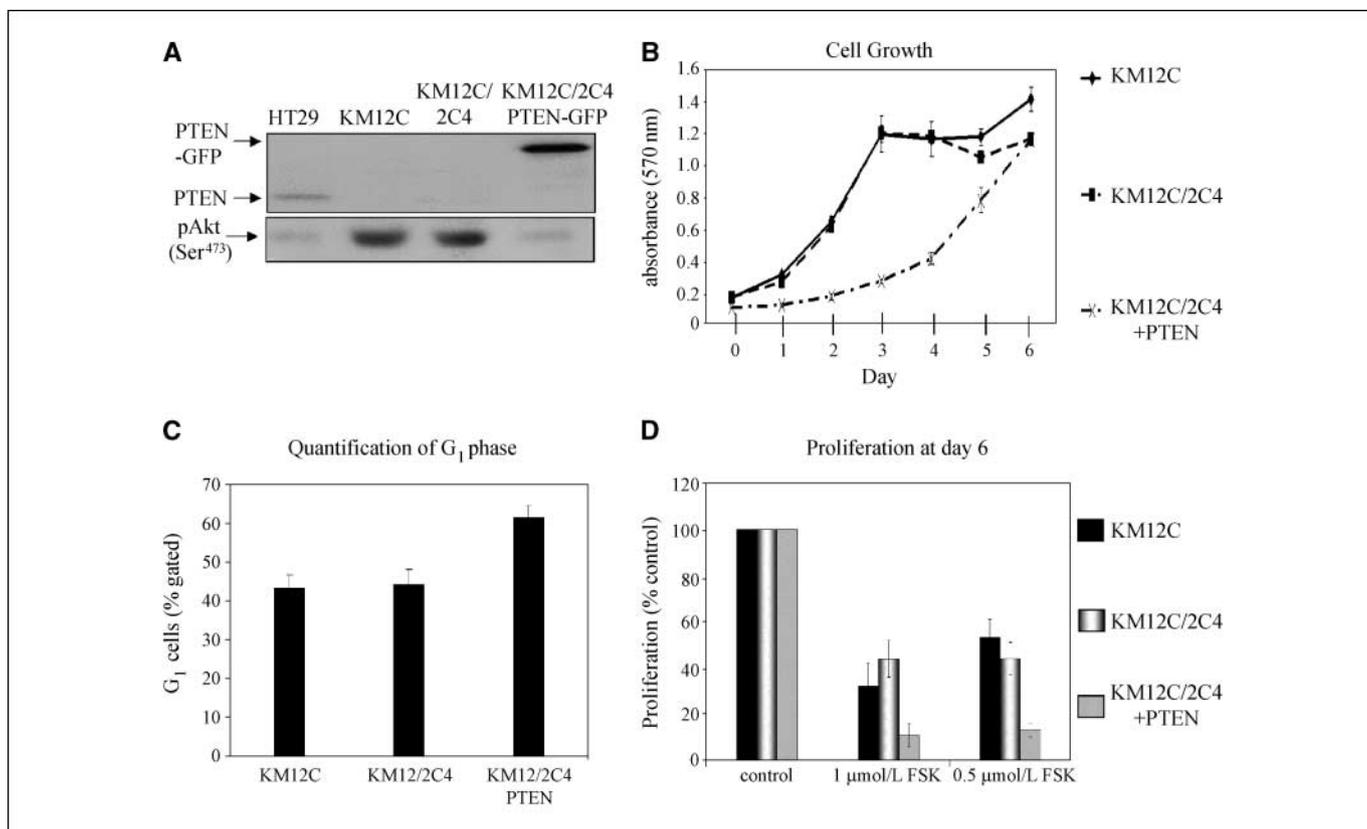 A
HT29
KM12C
KM12C/
2C4
KM12C/2C4
PTEN-GFP
PTEN
-GFP
PTEN
pAkt
(Ser473)
B
Cell Growth
absorbance (570 nm)
1.6
1.4
1.2
1.0
0.8
0.6
0.4
0.2
0
0 1 2 3 4 5 6
Day
KM12C
KM12C/2C4
KM12C/2C4
+PTEN
C
Quantification of G1 phase
G1 cells (% gated)
70
60
50
40
30
20
10
0
KM12C
KM12/2C4
KM12/2C4
PTEN
D
Proliferation at day 6
Proliferation (% control)
120
100
80
60
40
20
0
control
1 μmol/L FSK
0.5 μmol/L FSK
KM12C
KM12C/2C4
KM12C/2C4
+PTEN